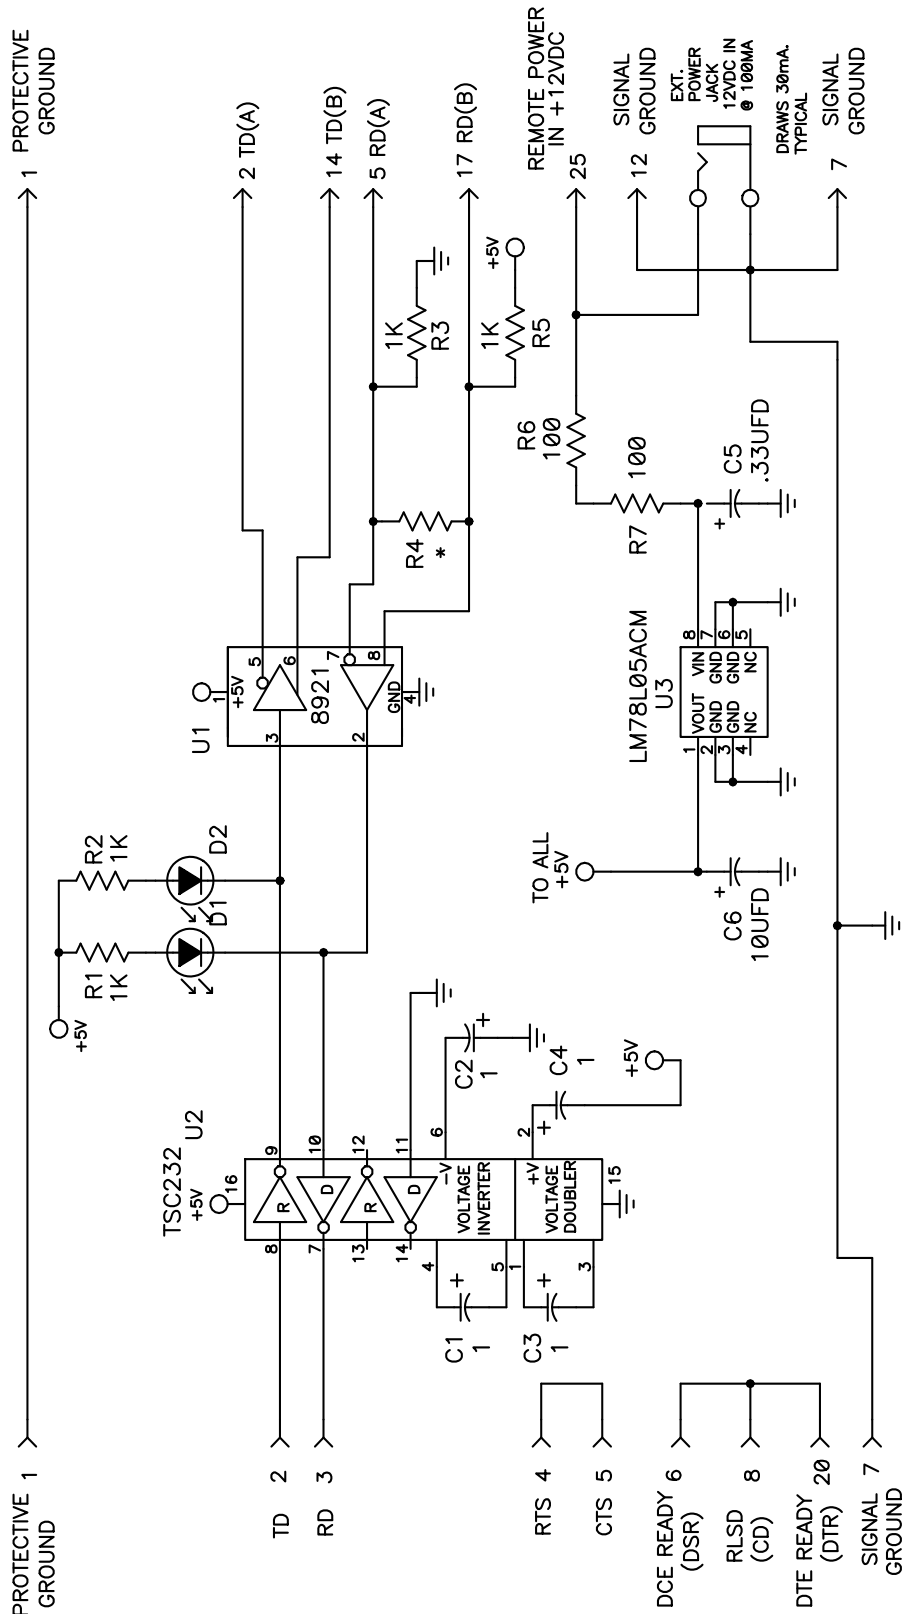 PROTECTIVE
GROUND
1
1
PROTECTIVE
GROUND
TD 2
RD 3
RTS 4
CTS 5
DCE READY
(DSR)
6
RLSD
(CD)
8
DTE READY
(DTR)
20
SIGNAL
GROUND
7
TSC232
U2
+5V
16
8
R
9
7
D
10
13
R
12
14
D
11
4
5
VOLTAGE
INVERTER
-V
6
1
3
VOLTAGE
DOUBLER
+V
2
15
C1
1
+
C3
1
+
C2
1
+
C4
1
+
+5V
+5V
R1
1K
R2
1K
D1
D2
U1
1
+5V
3
5
6
8921
2
7
8
GND
4
2 TD(A)
14 TD(B)
5 RD(A)
17 RD(B)
1K
R3
1K
R5
+5V
R4
*
TO ALL
+5V
C6
10UFD
+
LM78L05ACM
U3
1
VOUT
VIN
8
2
GND
GND
7
3
GND
GND
6
4
NC
NC
5
R6
100
R7
100
C5
.33UFD
+
REMOTE POWER
IN +12VDC
25
SIGNAL
GROUND
12
EXT.
POWER
JACK
12VDC IN
@ 100MA
DRAWS 30mA.
TYPICAL
SIGNAL
GROUND
7